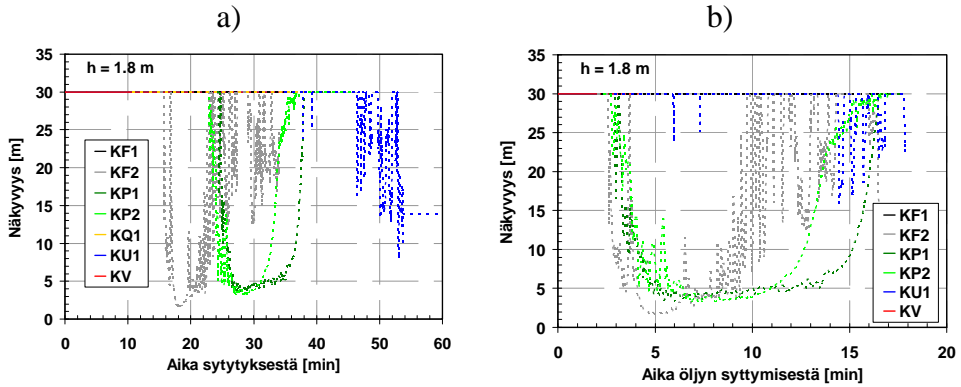 a)
b)
h = 1.8 m
Näkyvyys [m]
35
30
25
20
15
10
5
0
KF1
KF2
KP1
KP2
KQ1
KU1
KV
0 10 20 30 40 50 60
Aika sytytyksestä [min]
h = 1.8 m
Näkyvyys [m]
35
30
25
20
15
10
5
0
KF1
KF2
KP1
KP2
KU1
KV
0 5 10 15 20
Aika öljyn syttymisestä [min]